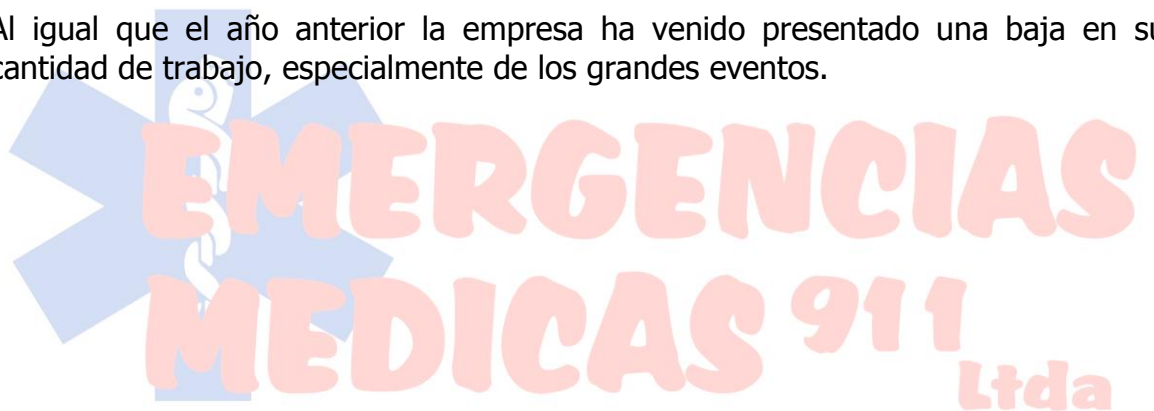 Al igual que el año anterior la empresa ha venido presentado una baja en su
cantidad de trabajo, especialmente de los grandes eventos.
EMERGENCIAS
MEDICAS 911
Ltda